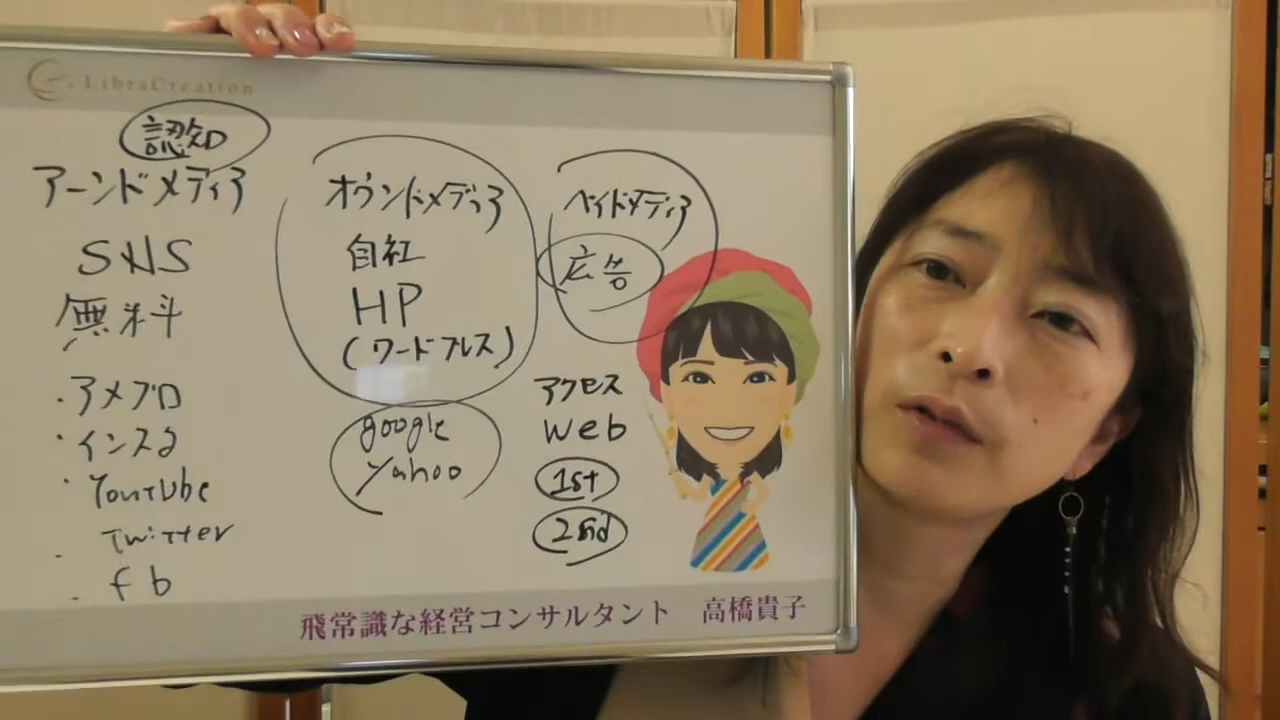 LibraCreation
認知
アーンドメディア
SNS
無料
・アメブロ
・インスタ
・YouTube
・Twitter
・fb
オウンドメディア
自社
HP
(ワードプレス)
google
yahoo
ペイドメディア
広告
アクセス
Web
1st
2nd
飛常識な経営コンサルタント 高橋貴子